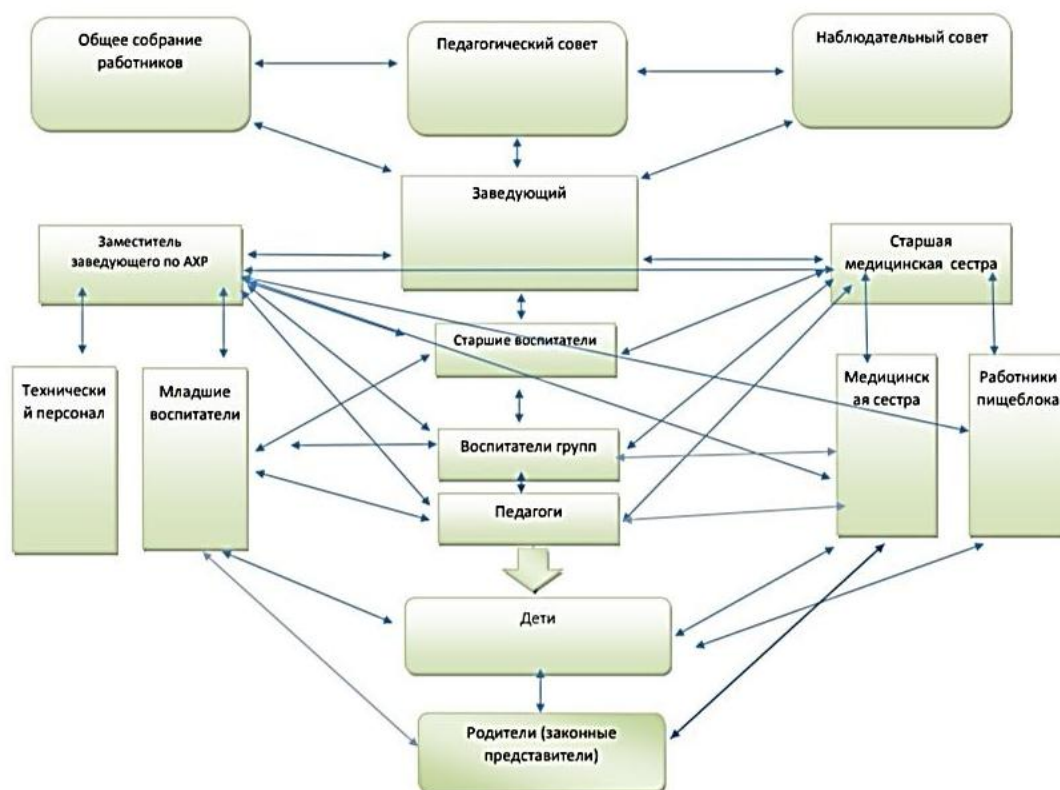 Общее собрание
работников
Педагогический совет
Наблюдательный совет
Заведующий
Заместитель
заведующего по АХР
Старшая
медицинская сестра
Старшие воспитатели
Технически
й персонал
Младшие
воспитатели
Медицинск
ая сестра
Работники
пищеблока
Воспитатели групп
Педагоги
Дети
Родители (законные
представители)